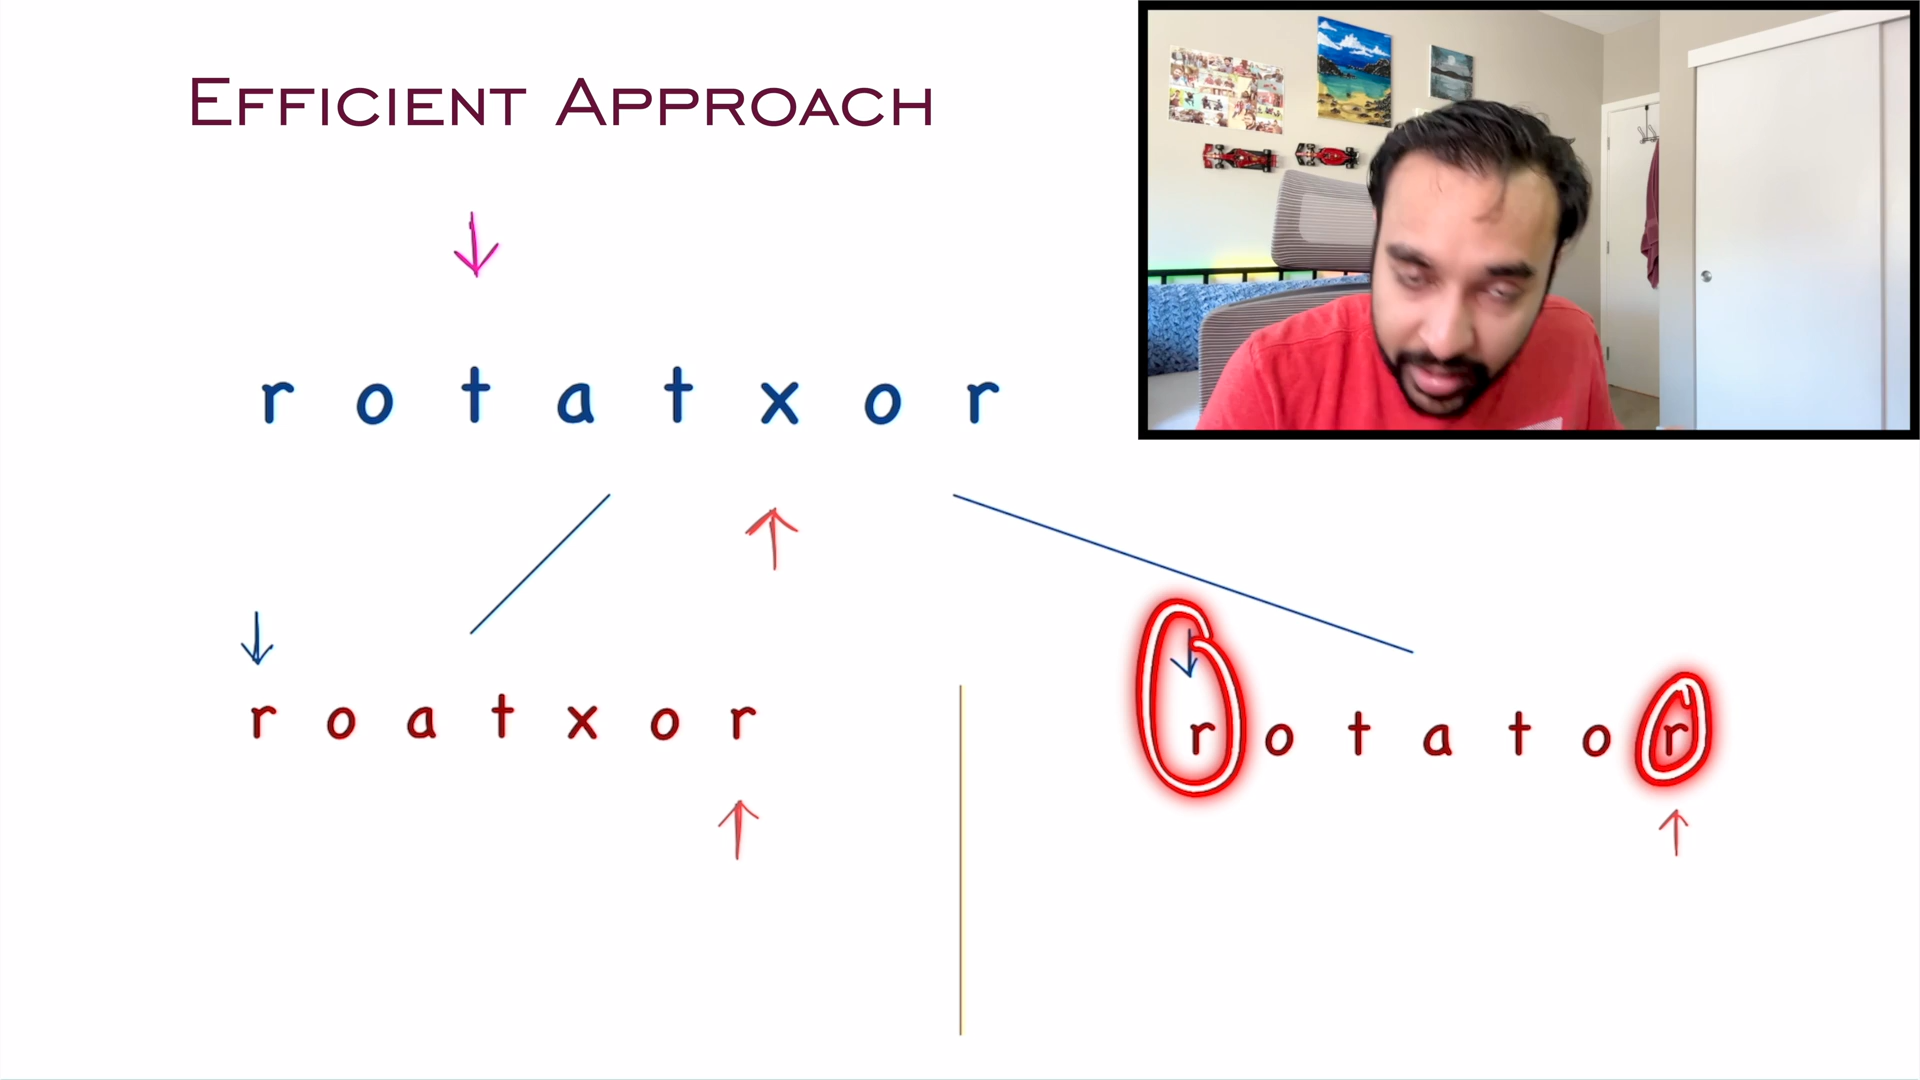 EFFICIENT APPROACH
r o t a t x o r
r o a t x o r
r o t a t o r